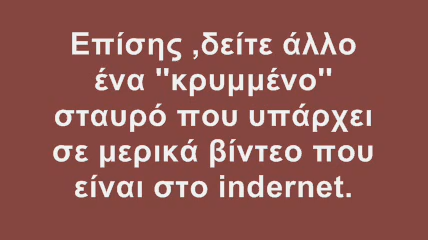 Επίσης ,δείτε άλλο
ένα "κρυμμένο"
σταυρό που υπάρχει
σε μερικά βίντεο που
είναι στο indernet.